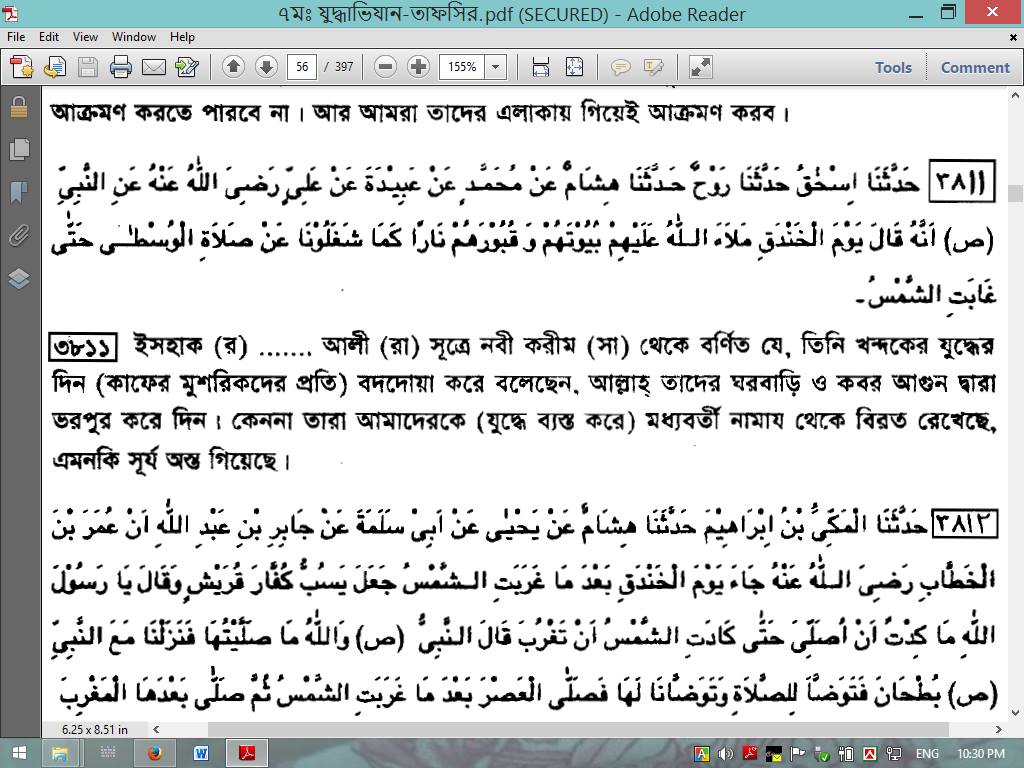 ৭মঃ যুদ্ধাভিযান-তাফসির.pdf (SECURED) - Adobe Reader
File Edit View Window Help
56 / 397 155% Tools Comment
আক্রমণ করতে পারবে না। আর আমরা তাদের এলাকায় গিয়েই আক্রমণ করব।
٣٨١١ حَدَّثَنَا اِسْحٰقُ حَدَّثَنَا رَوْحٌ حَدَّثَنَا هِشَامٌ عَنْ مُحَمَّدٍ عَنْ عَبِيْدَةَ عَنْ عَلِيٍّ رَضِىَ اللّٰهُ عَنْهُ عَنِ النَّبِىِّ
(ص) اَنَّهُ قَالَ يَوْمَ الْخَنْدَقِ مَلَاءَ اللّٰهُ عَلَيْهِمْ بُيُوْتَهُمْ وَ قُبُوْرَهُمْ نَارًا كَمَا شَغَلُوْنَا عَنْ صَلاَةِ الْوُسْطٰى حَتّٰى
غَابَتِ الشَّمْسُ۔
৩৮১১ ইসহাক (র) ....... আলী (রা) সূত্রে নবী করীম (সা) থেকে বর্ণিত যে, তিনি খন্দকের যুদ্ধের
দিন (কাফের মুশরিকদের প্রতি) বদদোয়া করে বলেছেন, আল্লাহ্ তাদের ঘরবাড়ি ও কবর আগুন দ্বারা
ভরপুর করে দিন। কেননা তারা আমাদেরকে (যুদ্ধে ব্যস্ত করে) মধ্যবর্তী নামায থেকে বিরত রেখেছে,
এমনকি সূর্য অস্ত গিয়েছে।
٣٨١٢ حَدَّثَنَا الْمَكِّىُّ بْنُ اِبْرَاهِيْمَ حَدَّثَنَا هِشَامٌ عَنْ يَحْيٰى عَنْ اَبِىْ سَلَمَةَ عَنْ جَابِرِ بْنِ عَبْدِ اللّٰهِ اَنْ عُمَرَ بْنَ
الْخَطَّابِ رَضِىَ اللّٰهُ عَنْهُ جَاءَ يَوْمَ الْخَنْدَقِ بَعْدَ مَا غَرَبَتِ الشَّمْسُ جَعَلَ يَسُبُّ كُفَّارَ قُرَيْشٍ وَقَالَ يَا رَسُوْلَ
اللّٰهِ مَا كِدْتُ اَنْ اُصَلِّىَ حَتّٰى كَادَتِ الشَّمْسُ اَنْ تَغْرُبَ قَالَ النَّبِىُّ (ص) وَاللّٰهُ مَا صَلَّيْتُهَا فَنَزَلْنَا مَعَ النَّبِىِّ
(ص) بُطْحَانَ فَتَوَضَّأَ لِلصَّلاَةِ وَتَوَضَّأْنَا لَهَا فَصَلَّى الْعَصْرَ بَعْدَ مَا غَرَبَتِ الشَّمْسُ ثُمَّ صَلَّى بَعْدَهَا الْمَغْرِبَ
6.25 x 8.51 in
ENG 10:30 PM